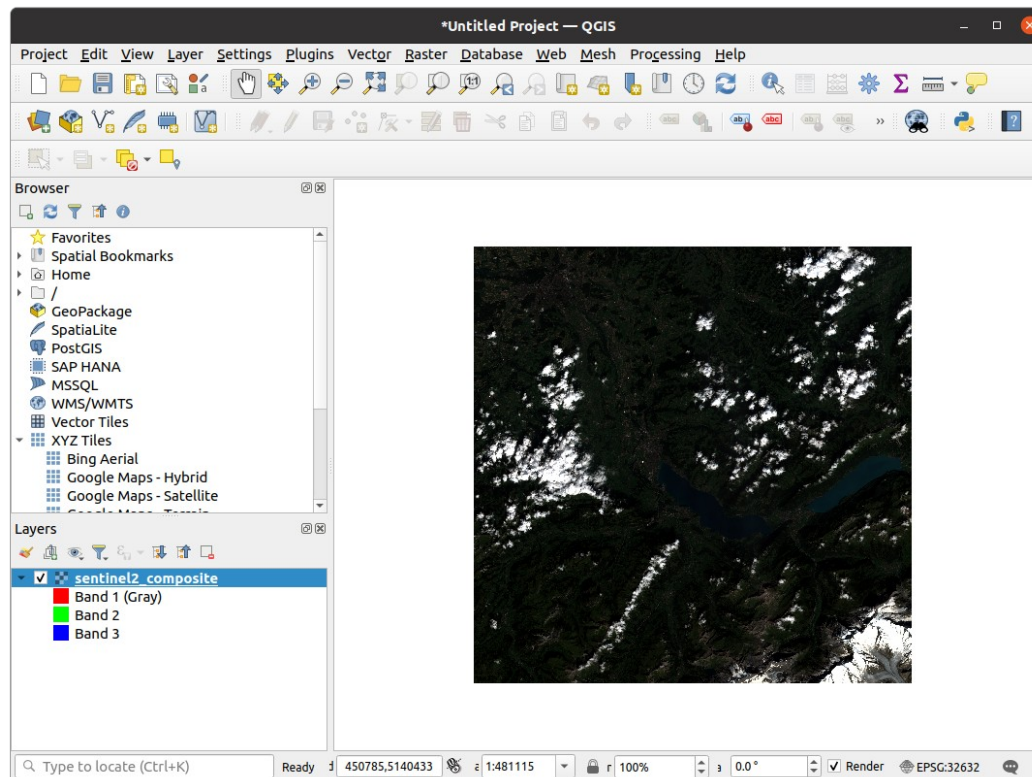 *Untitled Project — QGIS
Project Edit View Layer Settings Plugins Vector Raster Database Web Mesh Processing Help
abc abc
»
Browser
Favorites
Spatial Bookmarks
Home
/
GeoPackage
SpatiaLite
PostGIS
SAP HANA
MSSQL
WMS/WMTS
Vector Tiles
XYZ Tiles
Bing Aerial
Google Maps - Hybrid
Google Maps - Satellite
Layers
sentinel2_composite
Band 1 (Gray)
Band 2
Band 3
Type to locate (Ctrl+K) Ready 450785,5140433 1:481115 100% 0.0 ° Render EPSG:32632